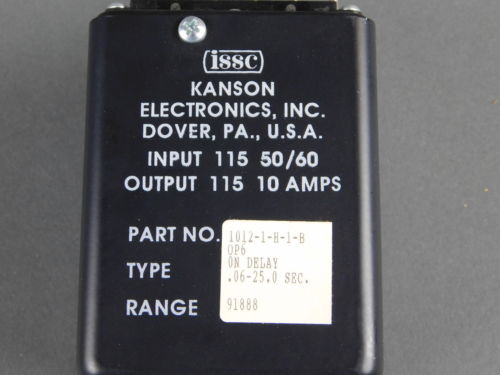 issc
KANSON
ELECTRONICS, INC.
DOVER, PA., U.S.A.
INPUT 115 50/60
OUTPUT 115 10 AMPS
PART NO. 1012-1-H-1-B
OP6
TYPE ON DELAY
.06-25.0 SEC.
RANGE 91888